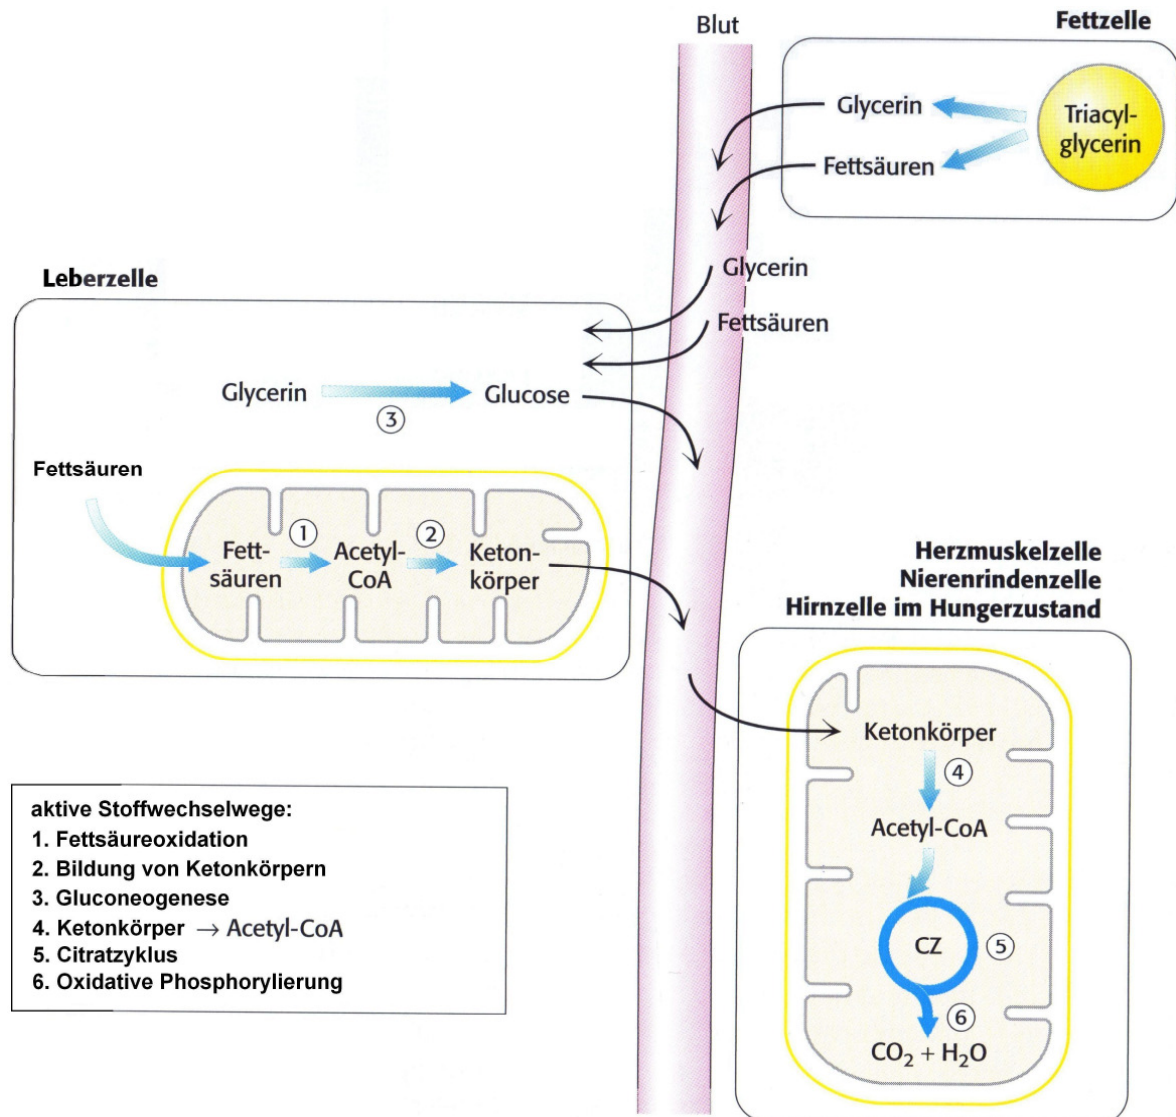 Blut
Fettzelle
Glycerin
Fettsäuren
Triacyl-
glycerin
Glycerin
Fettsäuren
Leberzelle
Glycerin
3
Glucose
Fettsäuren
Fett-
säuren
1
Acetyl-
CoA
2
Keton-
körper
Herzmuskelzelle
Nierenrindenzelle
Hirnzelle im Hungerzustand
Ketonkörper
4
Acetyl-CoA
CZ
5
6
CO₂ + H₂O
aktive Stoffwechselwege:
1. Fettsäureoxidation
2. Bildung von Ketonkörpern
3. Gluconeogenese
4. Ketonkörper → Acetyl-CoA
5. Citratzyklus
6. Oxidative Phosphorylierung